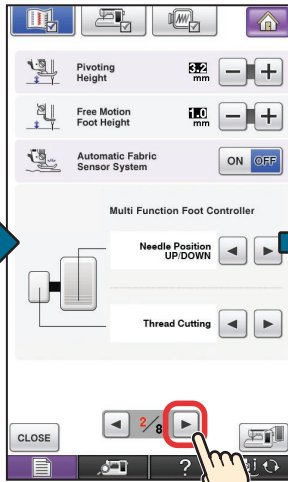 Pivoting
Height
3.2
mm
Free Motion
Foot Height
1.0
mm
Automatic Fabric
Sensor System
ON OFF
Multi Function Foot Controller
Needle Position
UP/DOWN
Thread Cutting
2/8
CLOSE
?